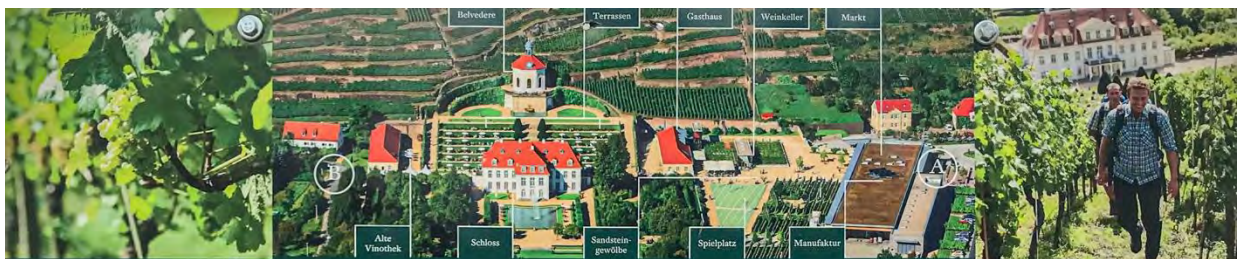 Belvedere
Terrassen
Gasthaus
Weinkeller
Markt
B
A
Alte
Vinothek
Schloss
Sandstein-
gewölbe
Spielplatz
Manufaktur